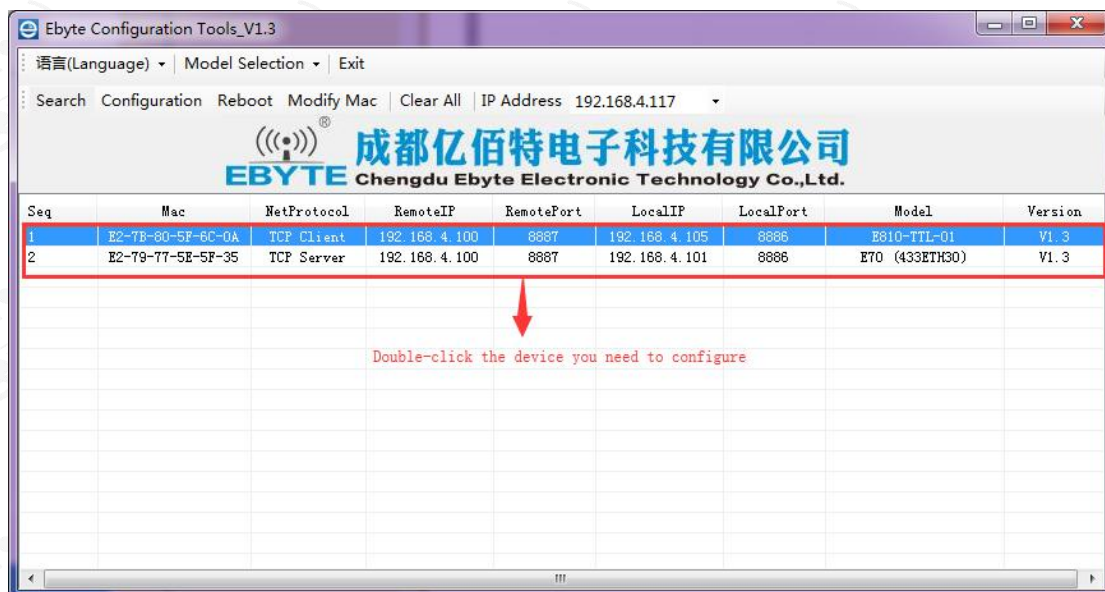 Ebyte Configuration Tools_V1.3
语言(Language) Model Selection Exit
Search Configuration Reboot Modify Mac Clear All IP Address 192.168.4.117
®
成都亿佰特电子科技有限公司
EBYTE Chengdu Ebyte Electronic Technology Co.,Ltd.
Seq Mac NetProtocol RemoteIP RemotePort LocalIP LocalPort Model Version
1 E2-7B-80-5F-6C-0A TCP Client 192.168.4.100 8887 192.168.4.105 8886 E810-TTL-01 V1.3
2 E2-79-77-5E-5F-35 TCP Server 192.168.4.100 8887 192.168.4.101 8886 E70 (433ETH30) V1.3
Double-click the device you need to configure